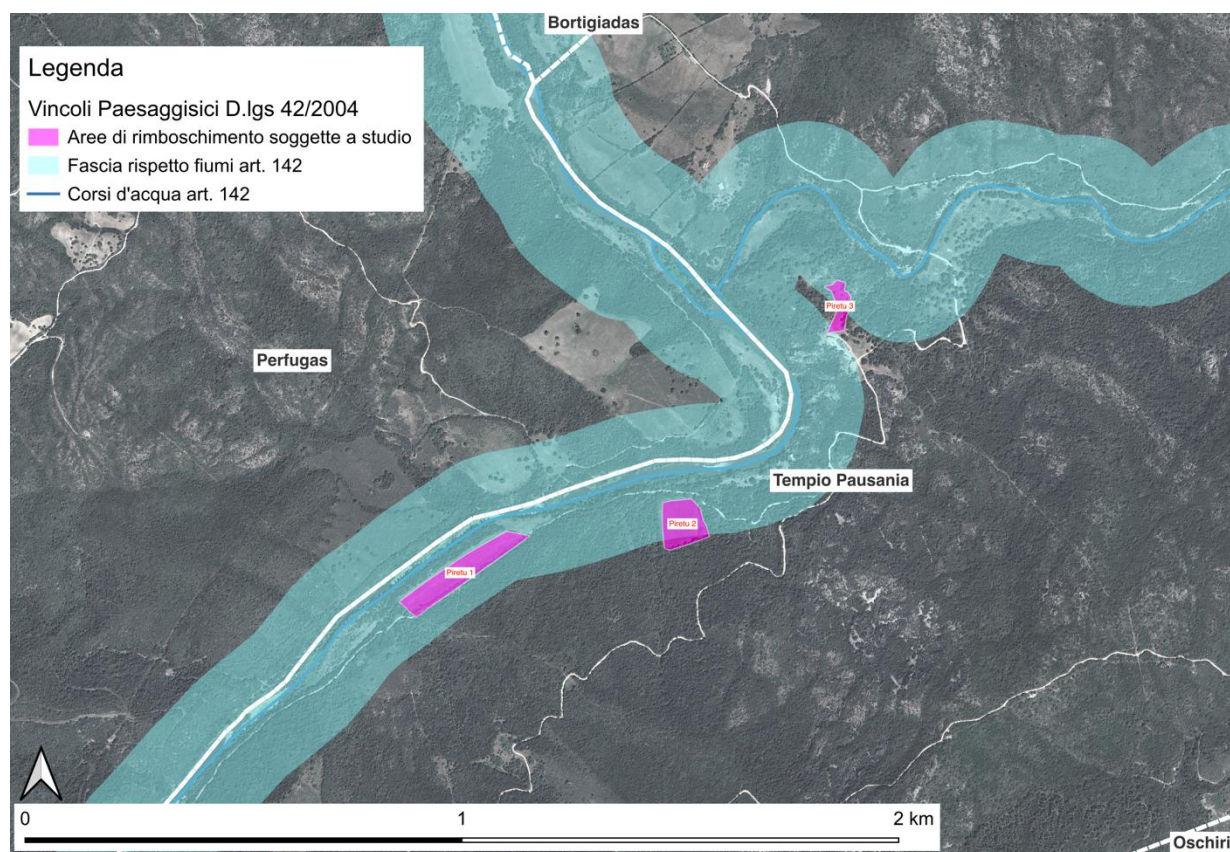 Bortigiadas
Legenda
Vincoli Paesaggisici D.lgs 42/2004
Aree di rimboschimento soggette a studio
Fascia rispetto fiumi art. 142
Corsi d'acqua art. 142
Piretu 3
Perfugas
Tempio Pausania
Piretu 2
Piretu 1
0 1 2 km
Oschiri